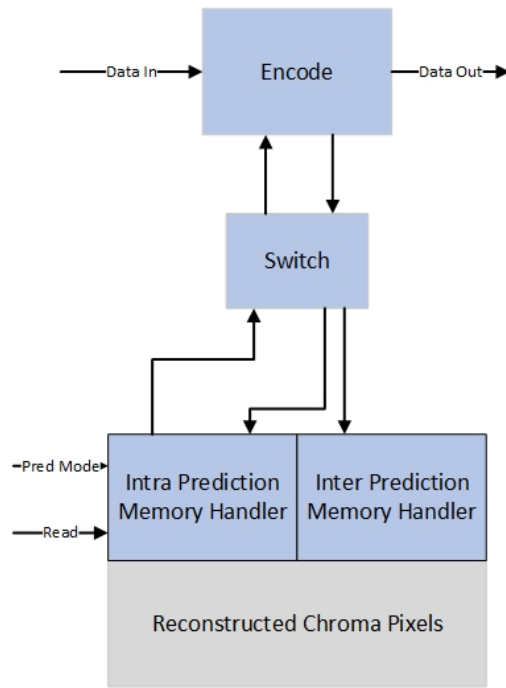 Encode
Data In
Data Out
Switch
Pred Mode
Read
Intra Prediction
Memory Handler
Inter Prediction
Memory Handler
Reconstructed Chroma Pixels